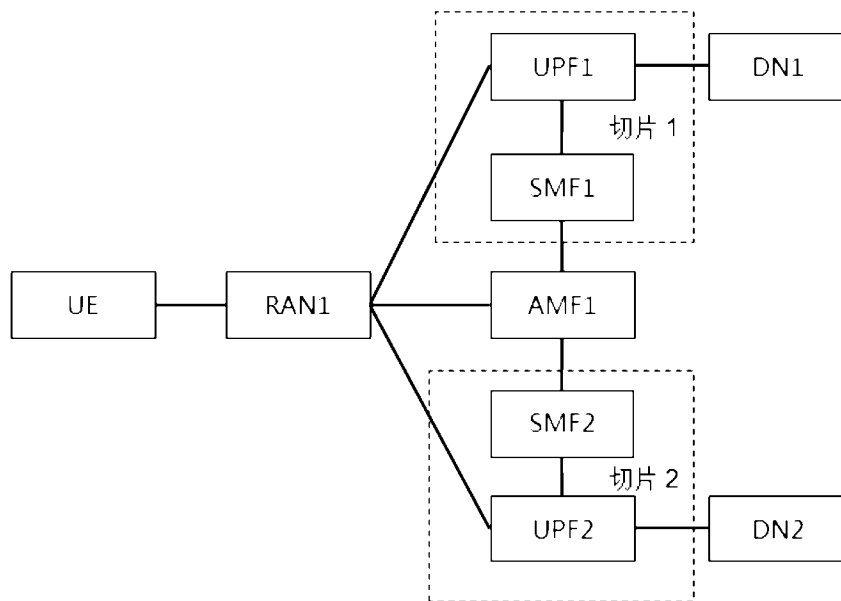 UPF1
DN1
切片 1
SMF1
UE
RAN1
AMF1
SMF2
切片 2
UPF2
DN2